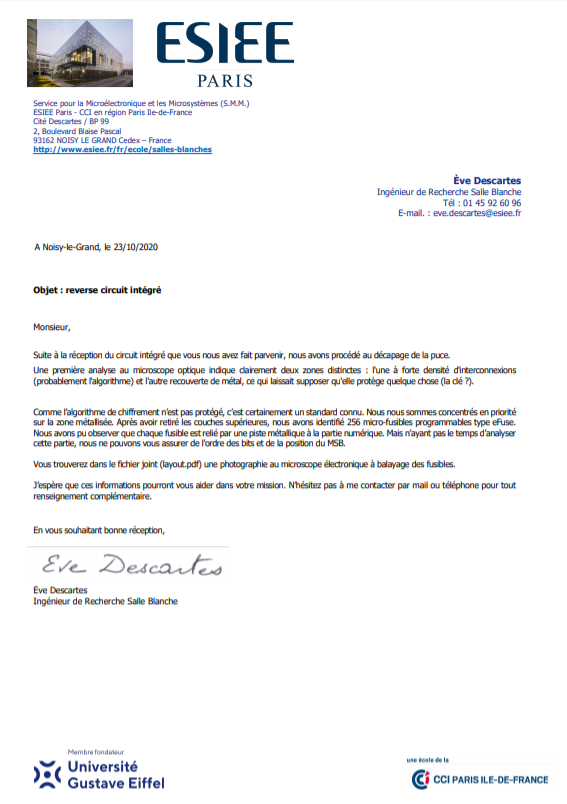 ESIEE
PARIS
Service pour la Microélectronique et les Microsystèmes (S.M.M.)
ESIEE Paris - CCI en région Paris Ile-de-France
Cité Descartes / BP 99
2, Boulevard Blaise Pascal
93162 NOISY LE GRAND Cedex – France
http://www.esiee.fr/fr/ecole/salles-blanches
Ève Descartes
Ingénieur de Recherche Salle Blanche
Tél : 01 45 92 60 96
E-mail. : eve.descartes@esiee.fr
A Noisy-le-Grand, le 23/10/2020
Objet : reverse circuit intégré
Monsieur,
Suite à la réception du circuit intégré que vous nous avez fait parvenir, nous avons procédé au décapage de la puce.
Une première analyse au microscope optique indique clairement deux zones distinctes : l'une à forte densité d'interconnexions
(probablement l'algorithme) et l'autre recouverte de métal, ce qui laissait supposer qu'elle protège quelque chose (la clé ?).
Comme l'algorithme de chiffrement n'est pas protégé, c'est certainement un standard connu. Nous nous sommes concentrés en priorité
sur la zone métallisée. Après avoir retiré les couches supérieures, nous avons identifié 256 micro-fusibles programmables type eFuse.
Nous avons pu observer que chaque fusible est relié par une piste métallique à la partie numérique. Mais n'ayant pas le temps d'analyser
cette partie, nous ne pouvons vous assurer de l'ordre des bits et de la position du MSB.
Vous trouverez dans le fichier joint (layout.pdf) une photographie au microscope électronique à balayage des fusibles.
J'espère que ces informations pourront vous aider dans votre mission. N'hésitez pas à me contacter par mail ou téléphone pour tout
renseignement complémentaire.
En vous souhaitant bonne réception,
Eve Descartes
Ève Descartes
Ingénieur de Recherche Salle Blanche
Membre fondateur
Université
Gustave Eiffel
une école de la
CCI PARIS ILE-DE-FRANCE